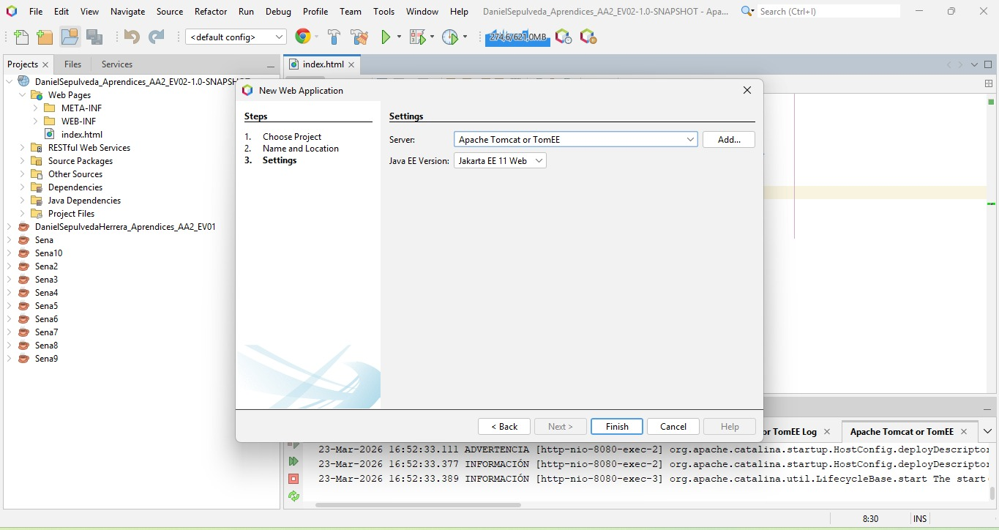 File Edit View Navigate Source Refactor Run Debug Profile Team Tools Window Help DanielSepulveda_Aprendices_AA2_EV02-1.0-SNAPSHOT - Apa... Search (Ctrl+I)
<default config> 274,6/621,0MB
Projects Files Services index.html
DanielSepulveda_Aprendices_AA2_EV02-1.0-SNAPSHOT
Web Pages
META-INF
WEB-INF
index.html
RESTful Web Services
Source Packages
Other Sources
Dependencies
Java Dependencies
Project Files
DanielSepulvedaHerrera_Aprendices_AA2_EV01
Sena
Sena10
Sena2
Sena3
Sena4
Sena5
Sena6
Sena7
Sena8
Sena9
New Web Application
Steps
1. Choose Project
2. Name and Location
3. Settings
Settings
Server: Apache Tomcat or TomEE Add...
Java EE Version: Jakarta EE 11 Web
< Back Next > Finish Cancel Help
or TomEE Log Apache Tomcat or TomEE
23-Mar-2026 16:52:33.111 ADVERTENCIA [http-nio-8080-exec-2] org.apache.catalina.startup.HostConfig.deployDescriptor
23-Mar-2026 16:52:33.377 INFORMACIÓN [http-nio-8080-exec-2] org.apache.catalina.startup.HostConfig.deployDescriptor
23-Mar-2026 16:52:33.389 INFORMACIÓN [http-nio-8080-exec-3] org.apache.catalina.util.LifecycleBase.start The start
8:30 INS